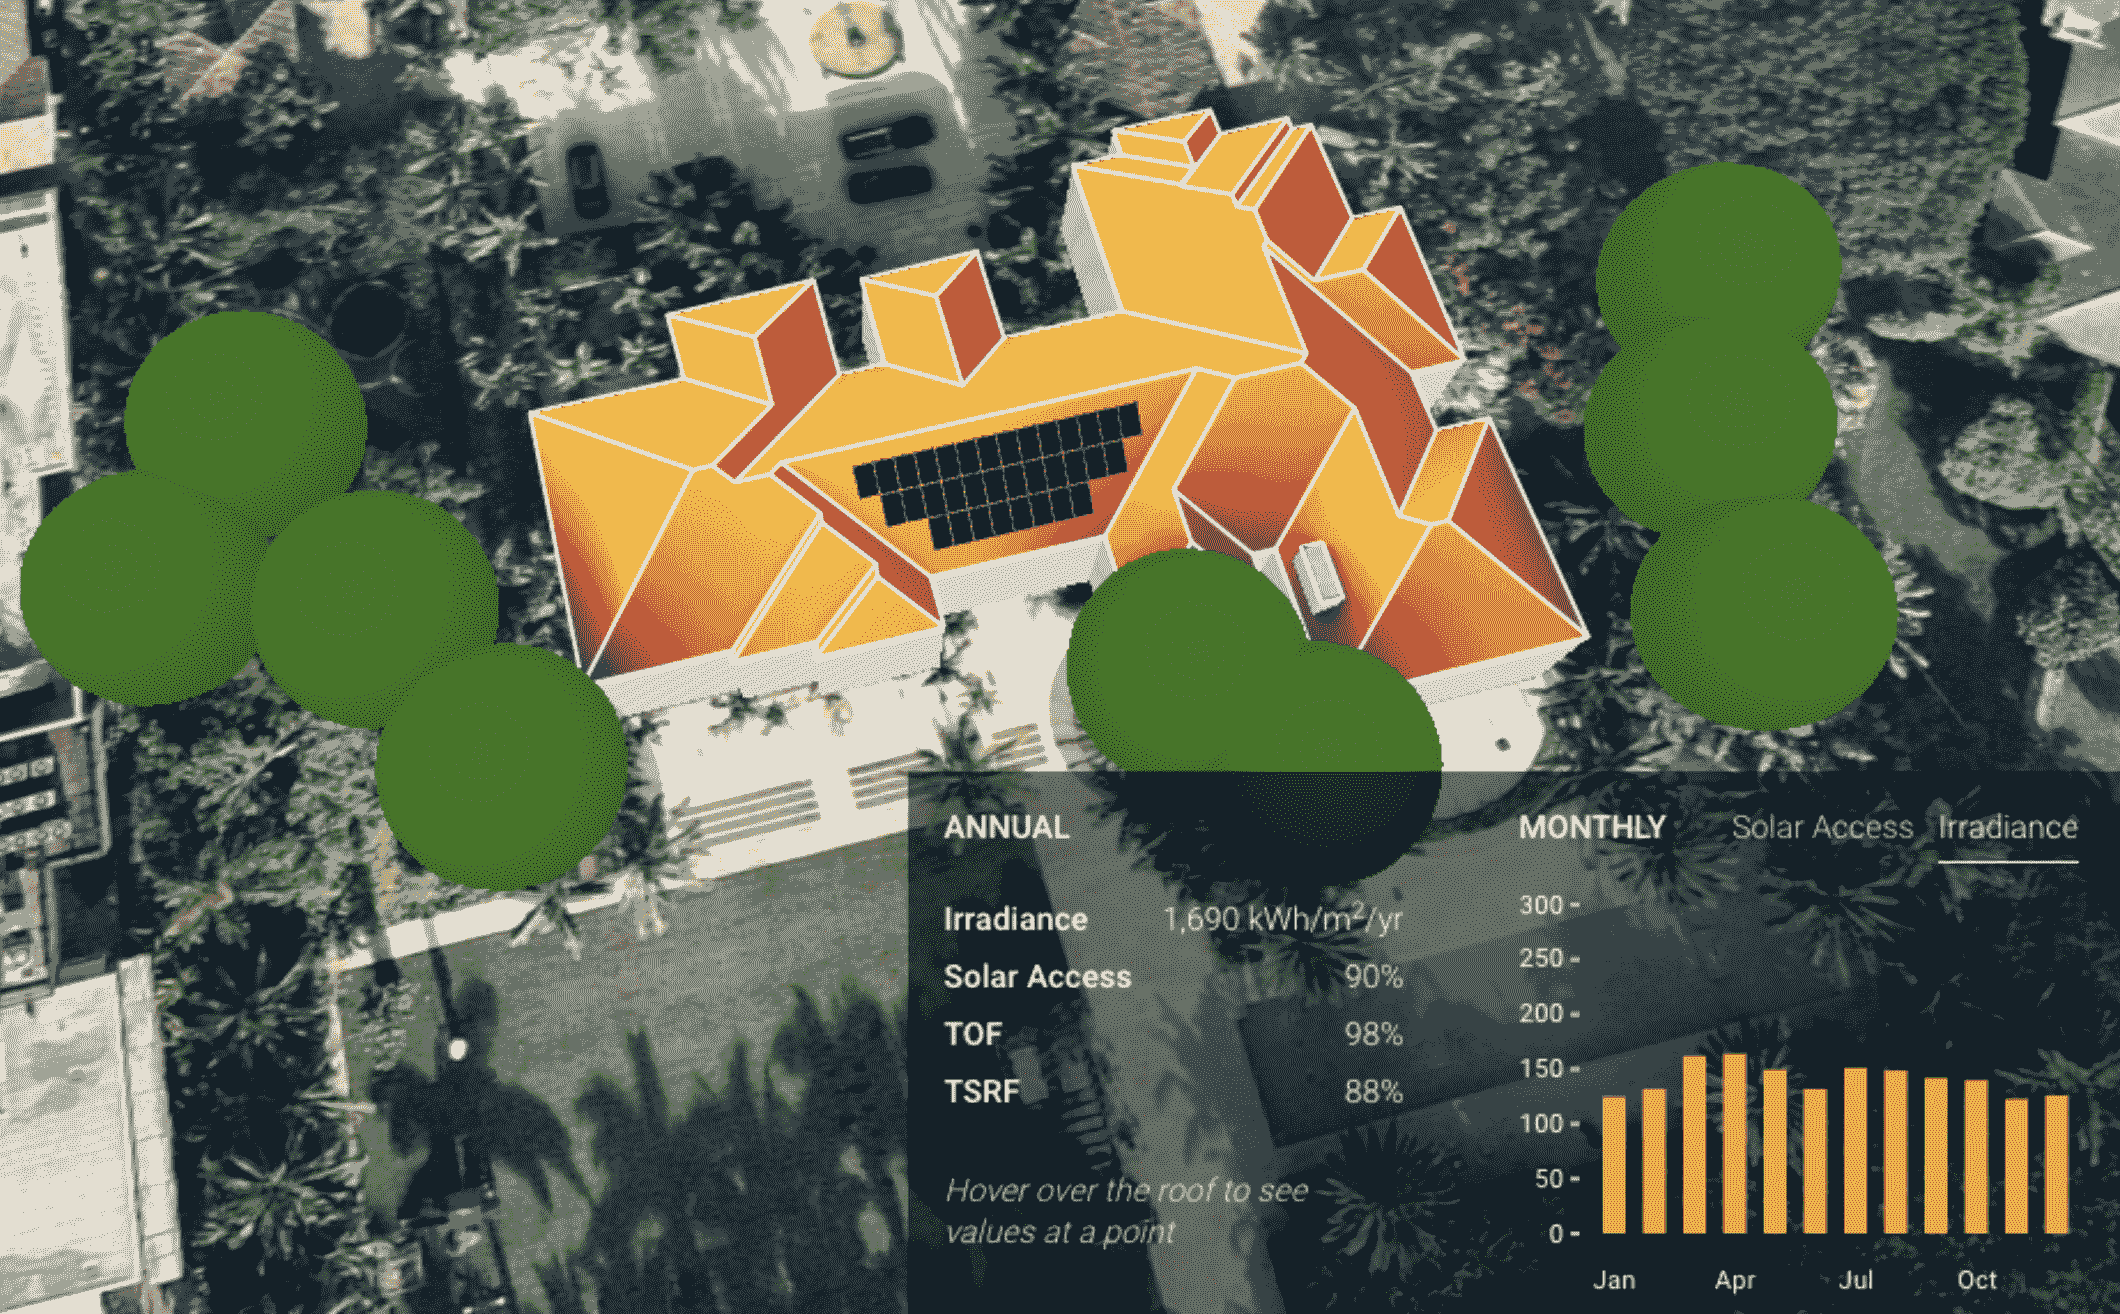 ANNUAL
Irradiance 1,690 kWh/m²/yr
Solar Access 90%
TOF 98%
TSRF 88%
Hover over the roof to see
values at a point
MONTHLY Solar Access Irradiance
300
250
200
150
100
50
0
Jan Apr Jul Oct